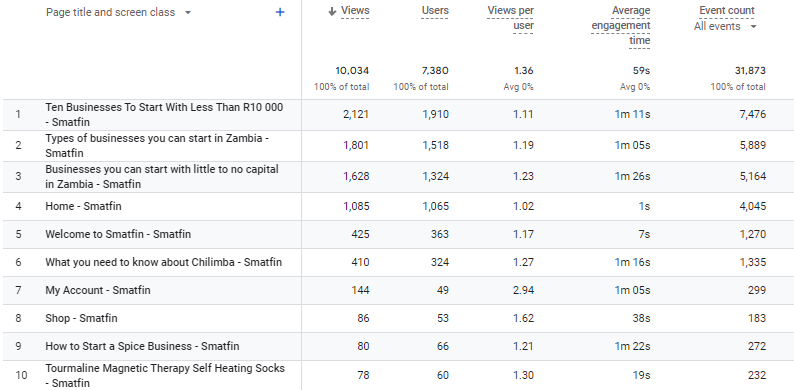 Page title and screen class
+
↓ Views
Users
Views per user
Average engagement time
Event count
All events
10,034 7,380 1.36 59s 31,873
100% of total 100% of total Avg 0% Avg 0% 100% of total
1 Ten Businesses To Start With Less Than R10 000
- Smatfin 2,121 1,910 1.11 1m 11s 7,476
2 Types of businesses you can start in Zambia -
Smatfin 1,801 1,518 1.19 1m 05s 5,889
3 Businesses you can start with little to no capital
in Zambia - Smatfin 1,628 1,324 1.23 1m 26s 5,164
4 Home - Smatfin 1,085 1,065 1.02 1s 4,045
5 Welcome to Smatfin - Smatfin 425 363 1.17 7s 1,270
6 What you need to know about Chilimba - Smatfin 410 324 1.27 1m 16s 1,335
7 My Account - Smatfin 144 49 2.94 1m 05s 299
8 Shop - Smatfin 86 53 1.62 38s 183
9 How to Start a Spice Business - Smatfin 80 66 1.21 1m 22s 272
10 Tourmaline Magnetic Therapy Self Heating Socks
- Smatfin 78 60 1.30 19s 232